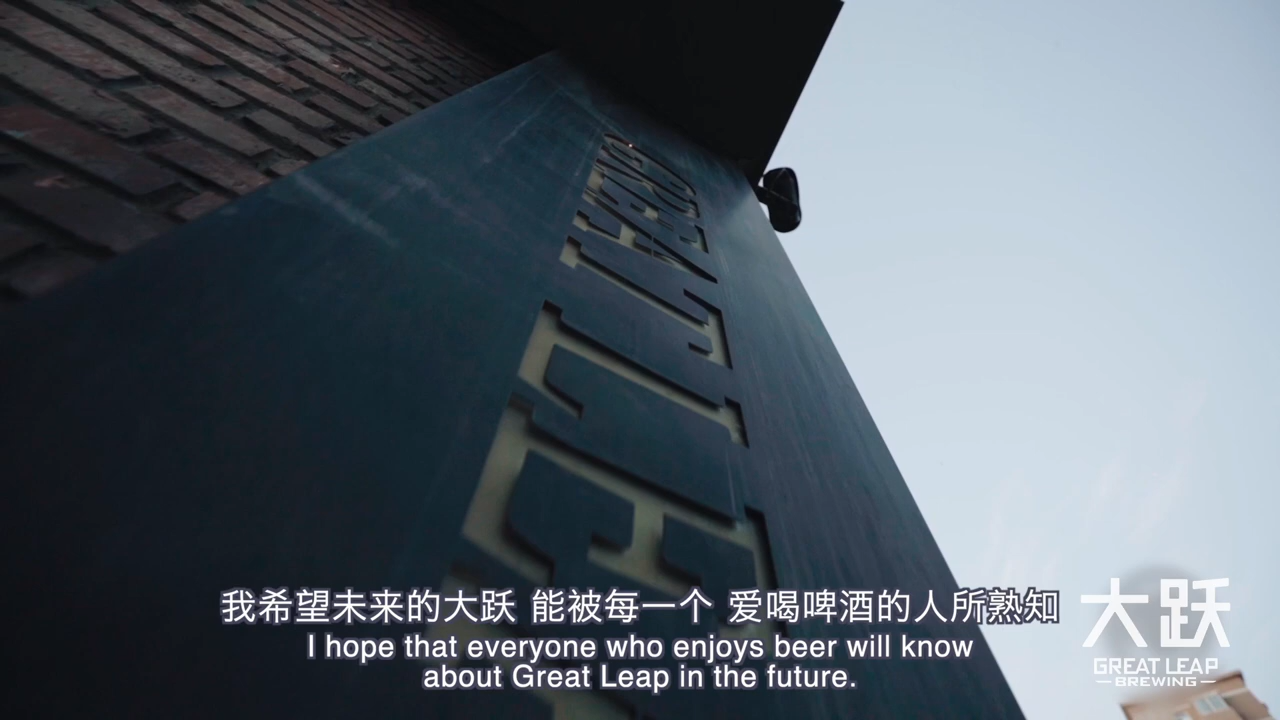 GREAT LEA
我希望未来的大跃 能被每一个 爱喝啤酒的人所熟知
I hope that everyone who enjoys beer will know
about Great Leap in the future.
大跃
GREAT LEAP
BREWING